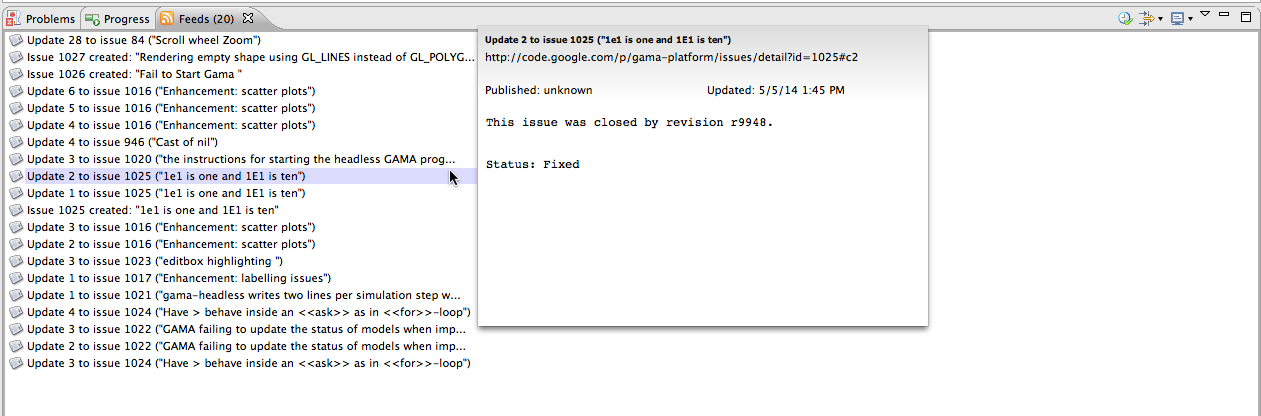 Problems Progress Feeds (20)
Update 28 to issue 84 ("Scroll wheel Zoom")
Issue 1027 created: "Rendering empty shape using GL_LINES instead of GL_POLYG...
Issue 1026 created: "Fail to Start Gama "
Update 6 to issue 1016 ("Enhancement: scatter plots")
Update 5 to issue 1016 ("Enhancement: scatter plots")
Update 4 to issue 1016 ("Enhancement: scatter plots")
Update 4 to issue 946 ("Cast of nil")
Update 3 to issue 1020 ("the instructions for starting the headless GAMA prog...
Update 2 to issue 1025 ("1e1 is one and 1E1 is ten")
Update 1 to issue 1025 ("1e1 is one and 1E1 is ten")
Issue 1025 created: "1e1 is one and 1E1 is ten"
Update 3 to issue 1016 ("Enhancement: scatter plots")
Update 2 to issue 1016 ("Enhancement: scatter plots")
Update 3 to issue 1023 ("editbox highlighting ")
Update 1 to issue 1017 ("Enhancement: labelling issues")
Update 1 to issue 1021 ("gama-headless writes two lines per simulation step w...
Update 4 to issue 1024 ("Have > behave inside an <<ask>> as in <<for>>-loop")
Update 3 to issue 1022 ("GAMA failing to update the status of models when imp...
Update 2 to issue 1022 ("GAMA failing to update the status of models when imp...
Update 3 to issue 1024 ("Have > behave inside an <<ask>> as in <<for>>-loop")
Update 2 to issue 1025 ("1e1 is one and 1E1 is ten")
http://code.google.com/p/gama-platform/issues/detail?id=1025#c2
Published: unknown Updated: 5/5/14 1:45 PM
This issue was closed by revision r9948.
Status: Fixed